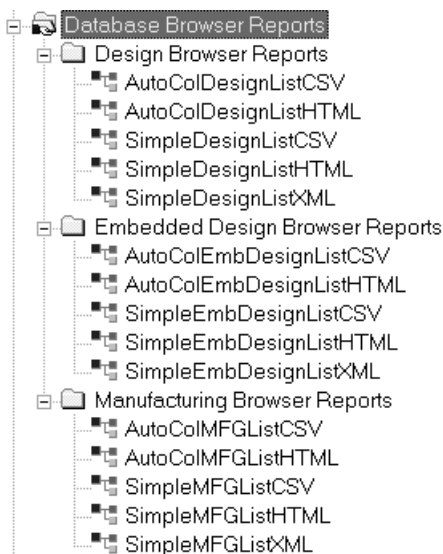 Database Browser Reports
Design Browser Reports
AutoColDesignListCSV
AutoColDesignListHTML
SimpleDesignListCSV
SimpleDesignListHTML
SimpleDesignListXML
Embedded Design Browser Reports
AutoColEmbDesignListCSV
AutoColEmbDesignListHTML
SimpleEmbDesignListCSV
SimpleEmbDesignListHTML
SimpleEmbDesignListXML
Manufacturing Browser Reports
AutoColMFGListCSV
AutoColMFGListHTML
SimpleMFGListCSV
SimpleMFGListHTML
SimpleMFGListXML